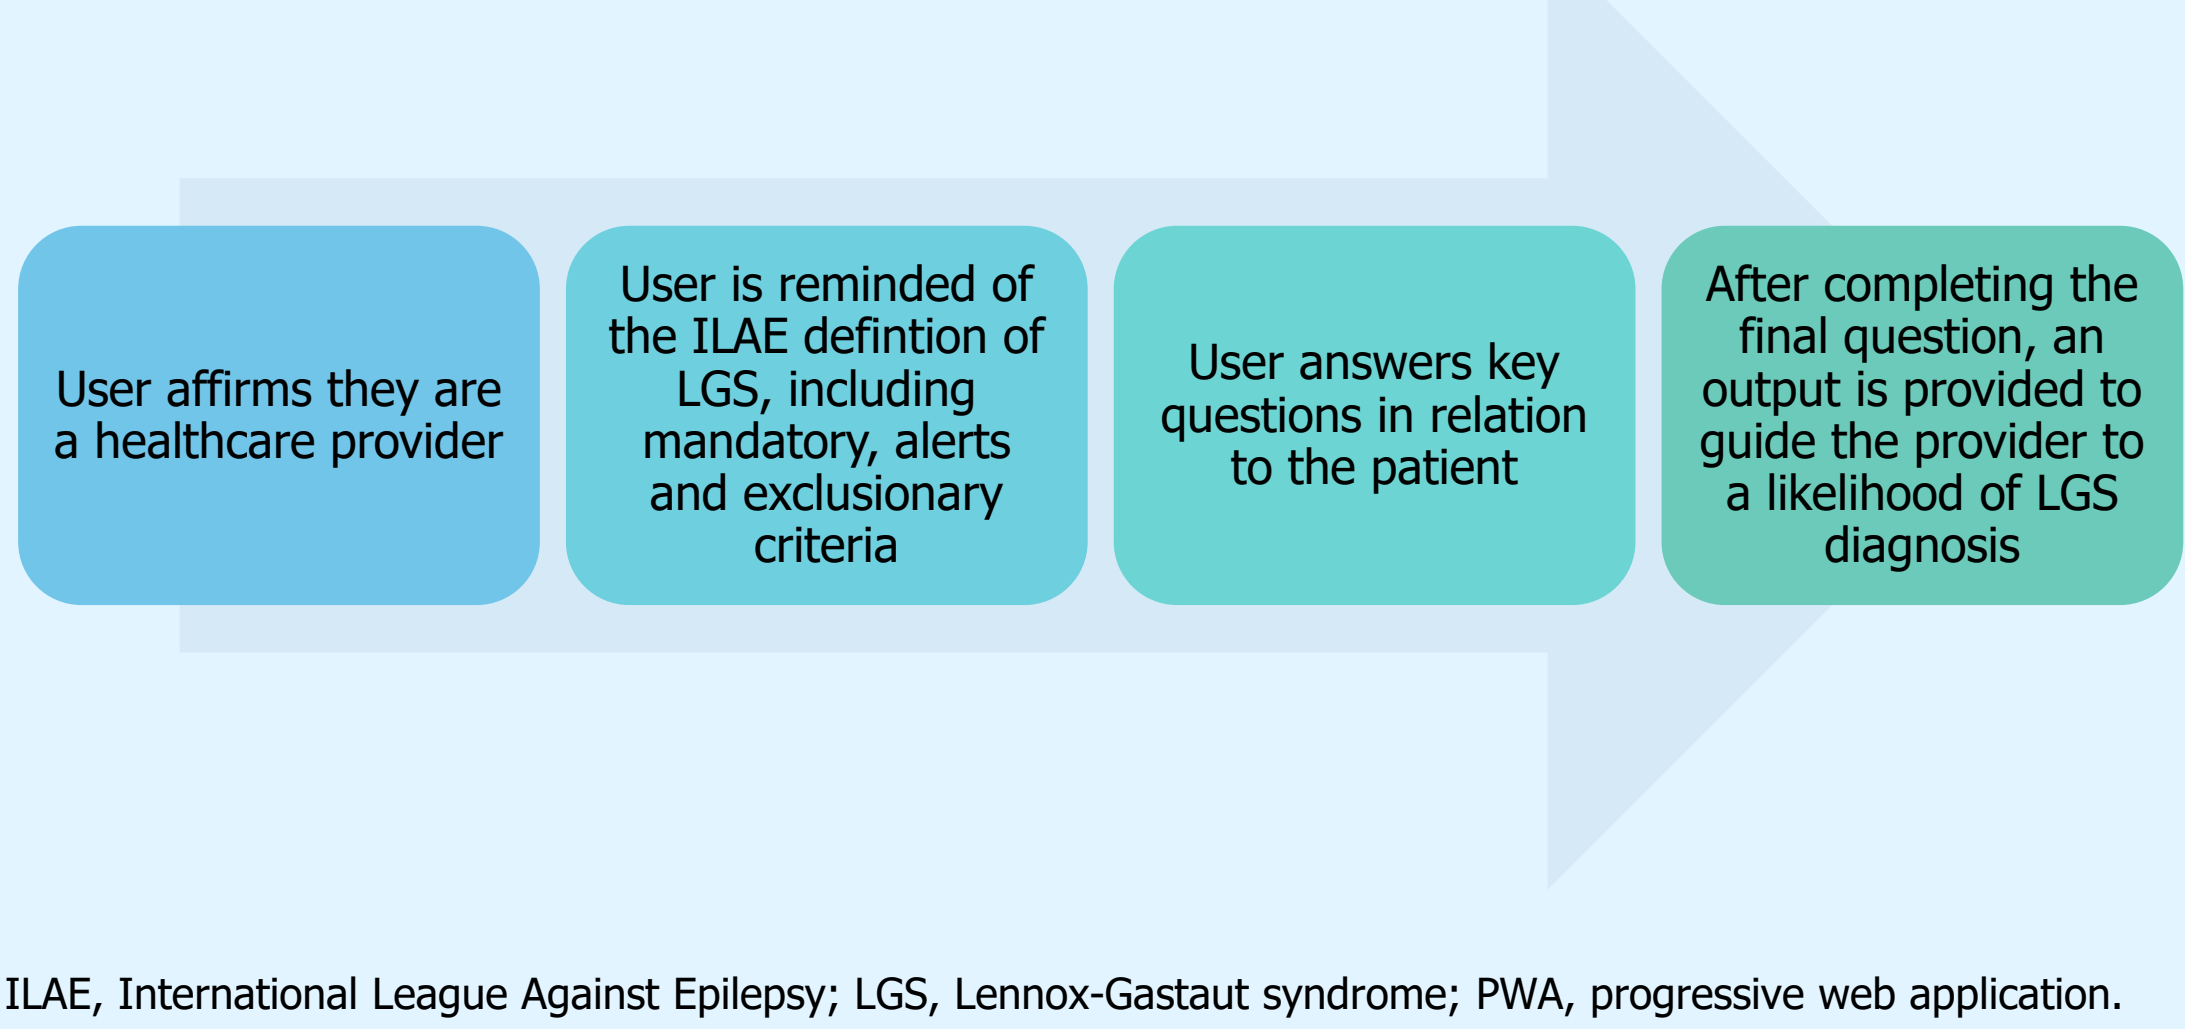 User affirms they are
a healthcare provider
User is reminded of
the ILAE defintion of
LGS, including
mandatory, alerts
and exclusionary
criteria
User answers key
questions in relation
to the patient
After completing the
final question, an
output is provided to
guide the provider to
a likelihood of LGS
diagnosis
ILAE, International League Against Epilepsy; LGS, Lennox-Gastaut syndrome; PWA, progressive web application.